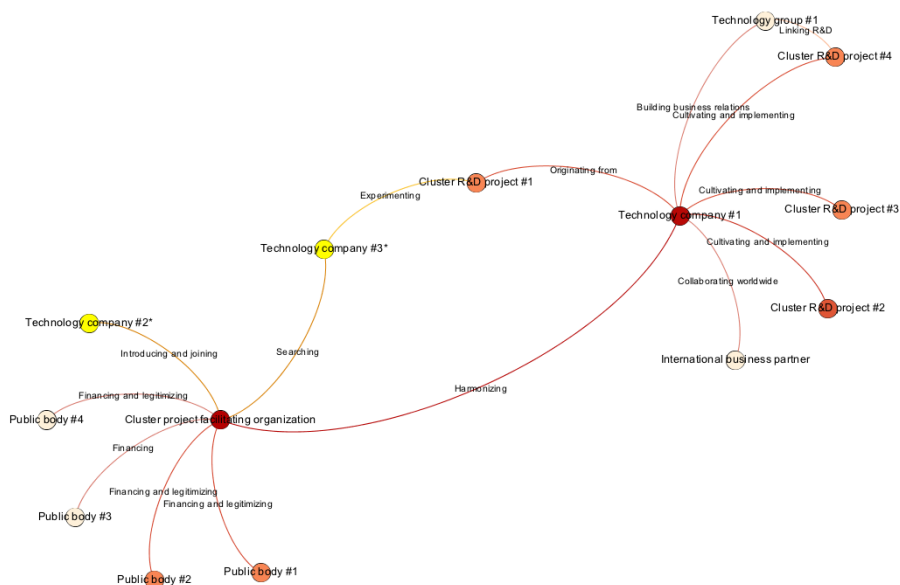 Technology group #1
Linking R&D
Cluster R&D project #4
Building business relations
Cultivating and implementing
Originating from
Cluster R&D project #1
Experimenting
Cultivating and implementing
Cluster R&D project #3
Technology company #1
Cultivating and implementing
Technology company #3*
Collaborating worldwide
Cluster R&D project #2
Technology company #2*
Introducing and joining
Searching
International business partner
Harmonizing
Financing and legitimizing
Public body #4
Cluster project facilitating organization
Financing
Financing and legitimizing
Financing and legitimizing
Public body #3
Public body #1
Public body #2